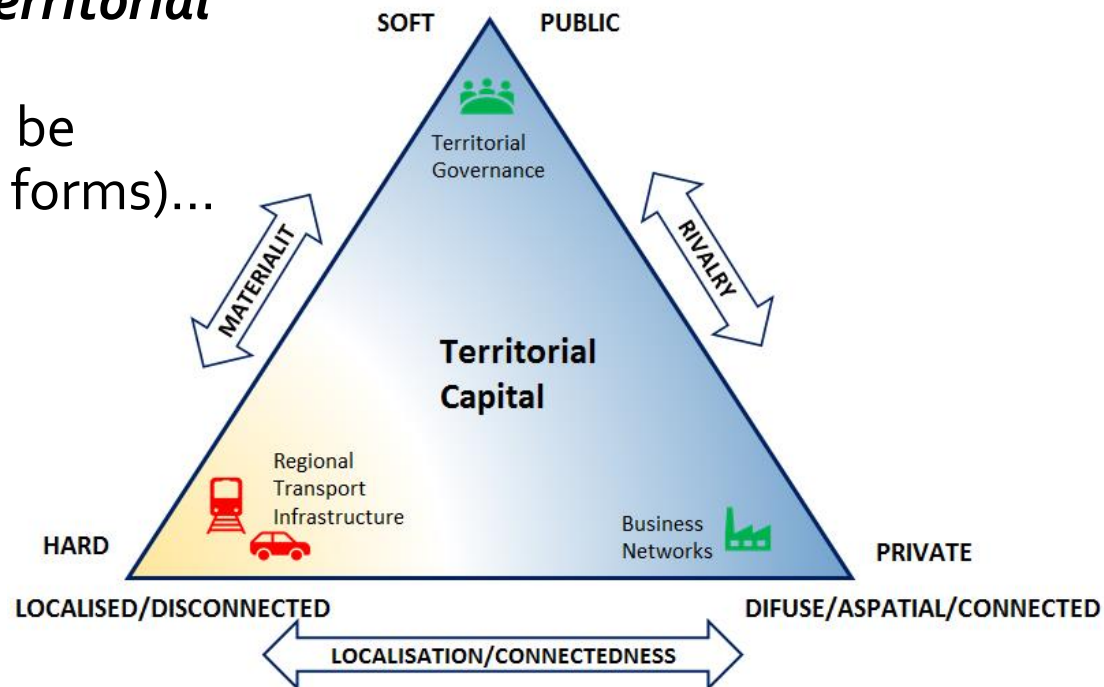 erritorial
be
forms)...
SOFT
PUBLIC
Territorial
Governance
MATERIALIT
RIVALRY
Territorial
Capital
Regional
Transport
Infrastructure
Business
Networks
HARD
PRIVATE
LOCALISED/DISCONNECTED
DIFUSE/ASPATIAL/CONNECTED
LOCALISATION/CONNECTEDNESS